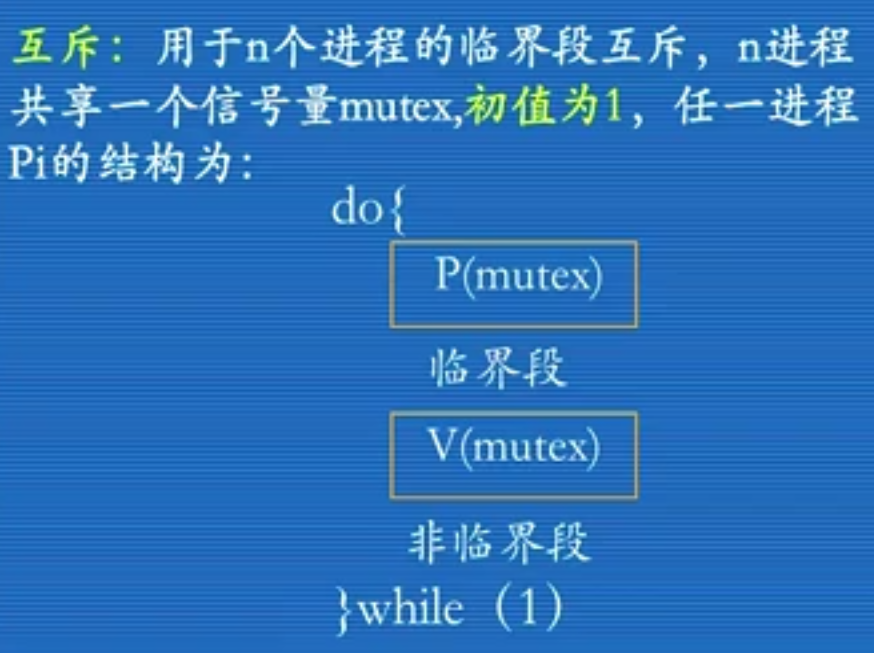 互斥：用于n个进程的临界段互斥，n进程
共享一个信号量mutex,初值为1，任一进程
Pi的结构为：
do{
P(mutex)
临界段
V(mutex)
非临界段
}while（1）